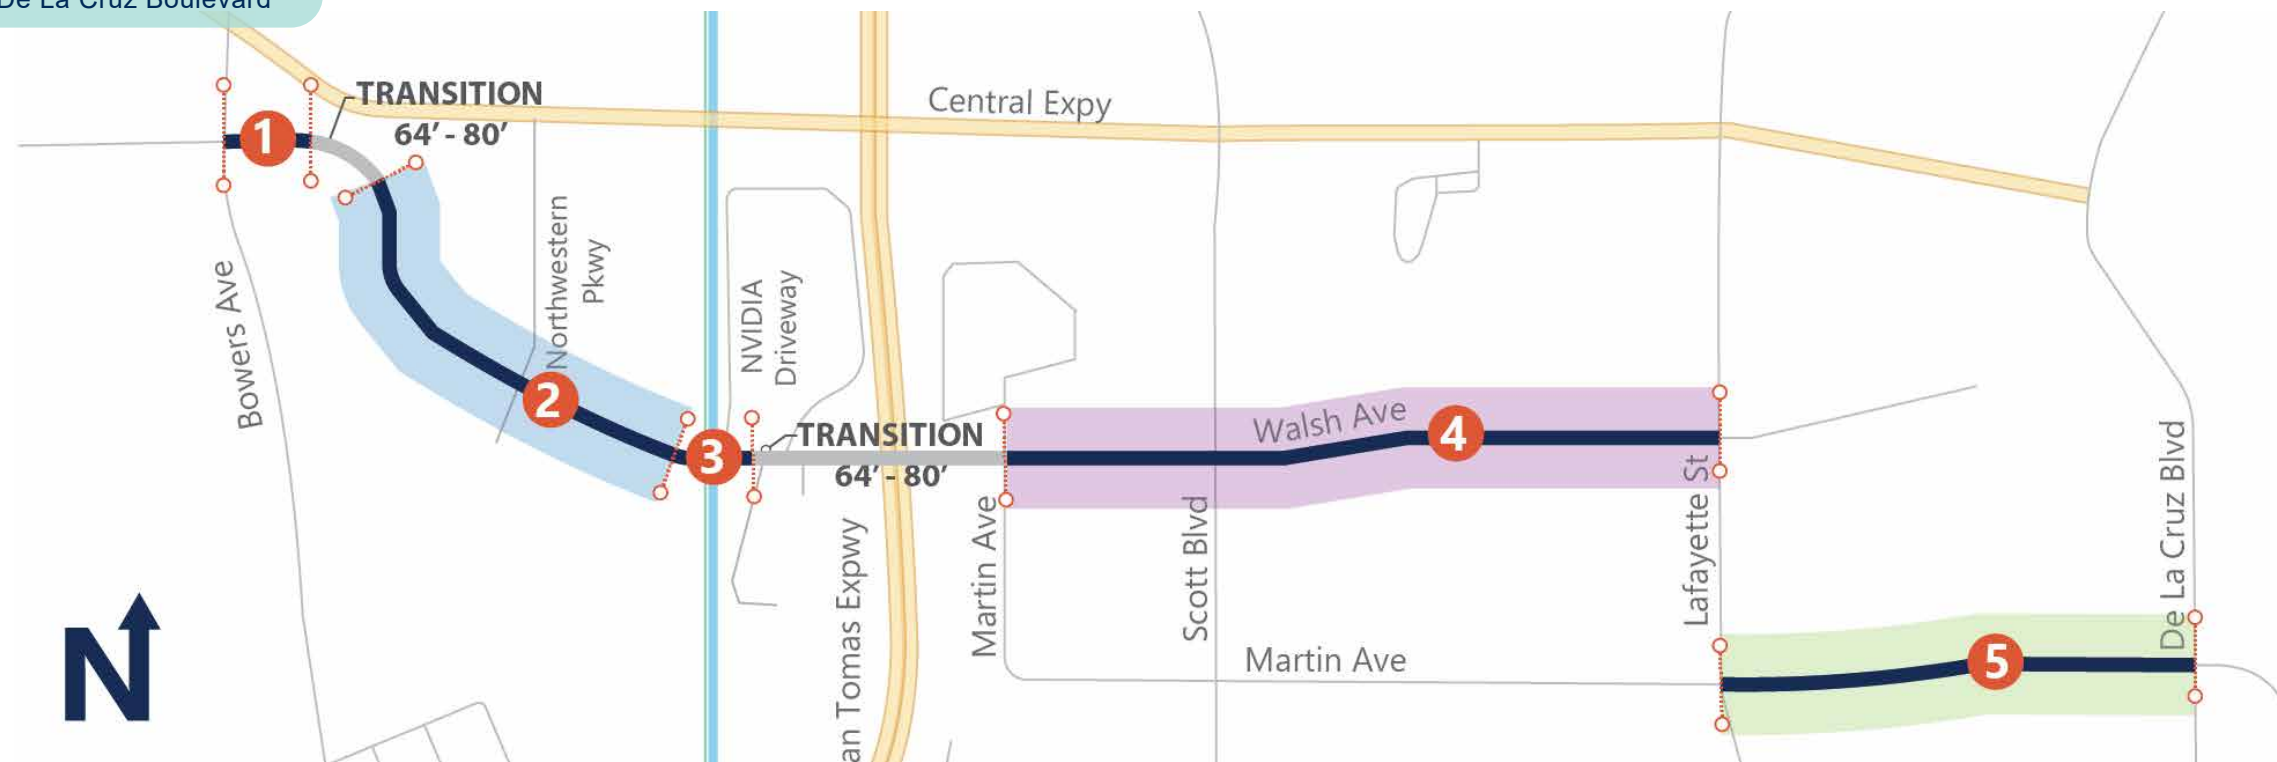 De La Cruz Boulevard
TRANSITION
64’ - 80’
Central Expy
1
Northwestern
Pkwy
NVIDIA
Driveway
Bowers Ave
2
3
TRANSITION
64’ - 80’
Walsh Ave
4
an Tomas Expwy
Martin Ave
Scott Blvd
Lafayette St
De La Cruz Blvd
Martin Ave
5
N